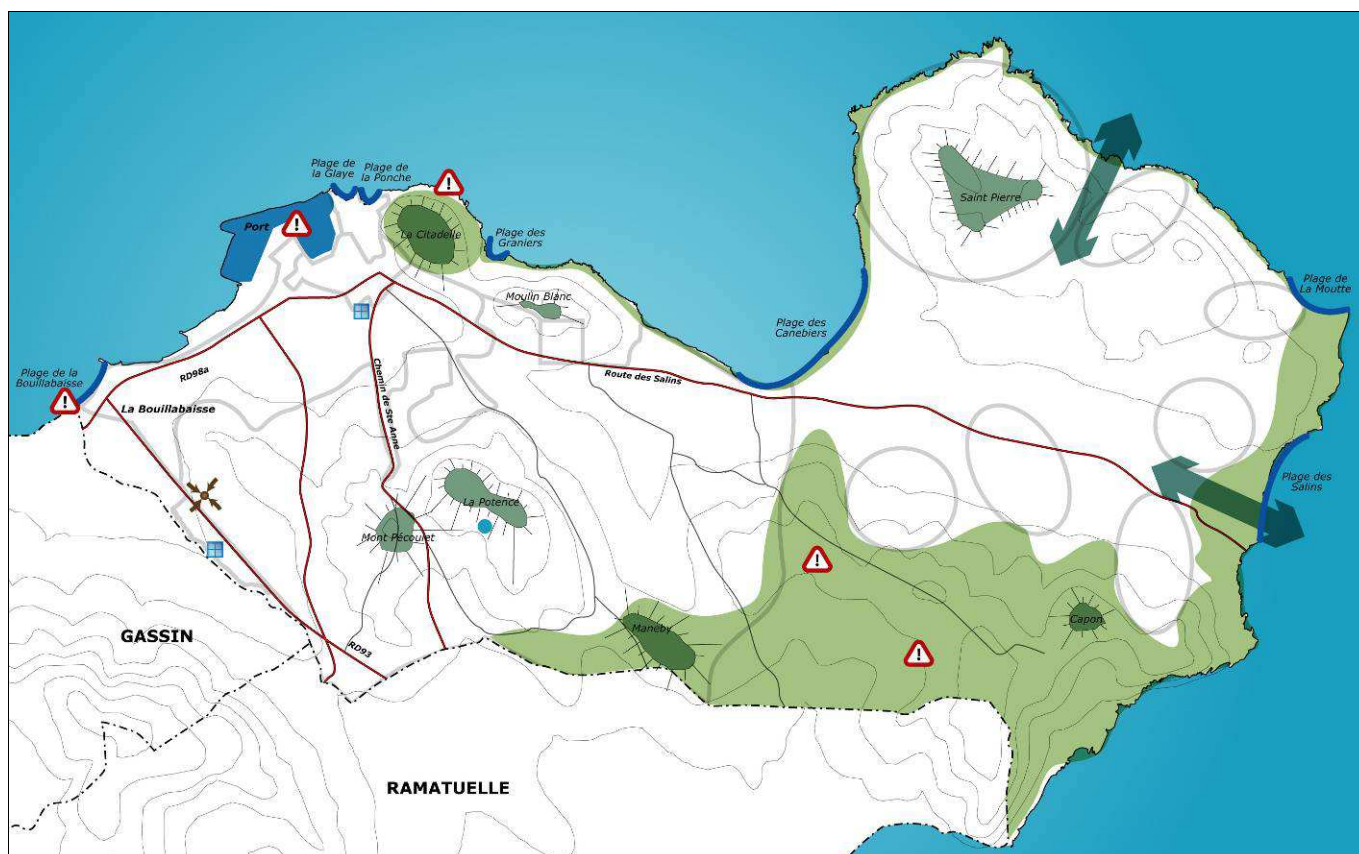 Plage de
la Glaye
Plage de
la Ponche
Port
La Citadelle
Plage des
Graniers
Saint Pierre
Plage de
La Moutte
Moulin Blanc
Plage des
Canebiers
Plage de la
Bouillabaisse
RD98a
Route des Salins
La Bouillabaisse
Chemin de Ste Anne
Plage des
Salins
La Potence
Mont Pécoulet
Maneby
Capon
GASSIN
RD93
RAMATUELLE
!
!
!
!
!